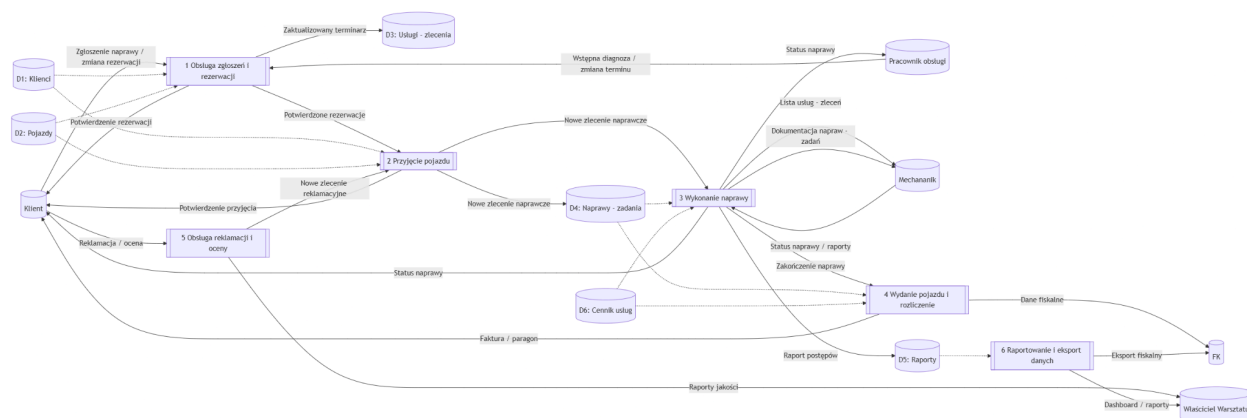 Zaktualizowany terminarz
D3: Usługi - zlecenia
Zgłoszenie naprawy /
zmiana rezerwacji
Status naprawy
D1: Klienci
1 Obsługa zgłoszeń i
rezerwacji
Wstępna diagnoza /
zmiana terminu
Pracownik obsługi
Lista usług - zleceń
D2: Pojazdy
Potwierdzenie rezerwacji
Potwierdzone rezerwacje
Nowe zlecenie naprawcze
Dokumentacja napraw -
zadań
2 Przyjęcie pojazdu
Mechananik
Nowe zlecenie
reklamacyjne
Klient
Potwierdzenie przyjęcia
Nowe zlecenie naprawcze
D4: Naprawy - zadania
3 Wykonanie naprawy
Reklamacja / ocena
5 Obsługa reklamacji i
oceny
Status naprawy / raporty
Status naprawy
Zakończenie naprawy
D6: Cennik usług
4 Wydanie pojazdu i
rozliczenie
Dane fiskalne
Faktura / paragon
Raport postępów
D5: Raporty
6 Raportowanie i eksport
danych
Eksport fiskalny
FK
Raporty jakości
Dashboard / raporty
Właściciel Warsztatu